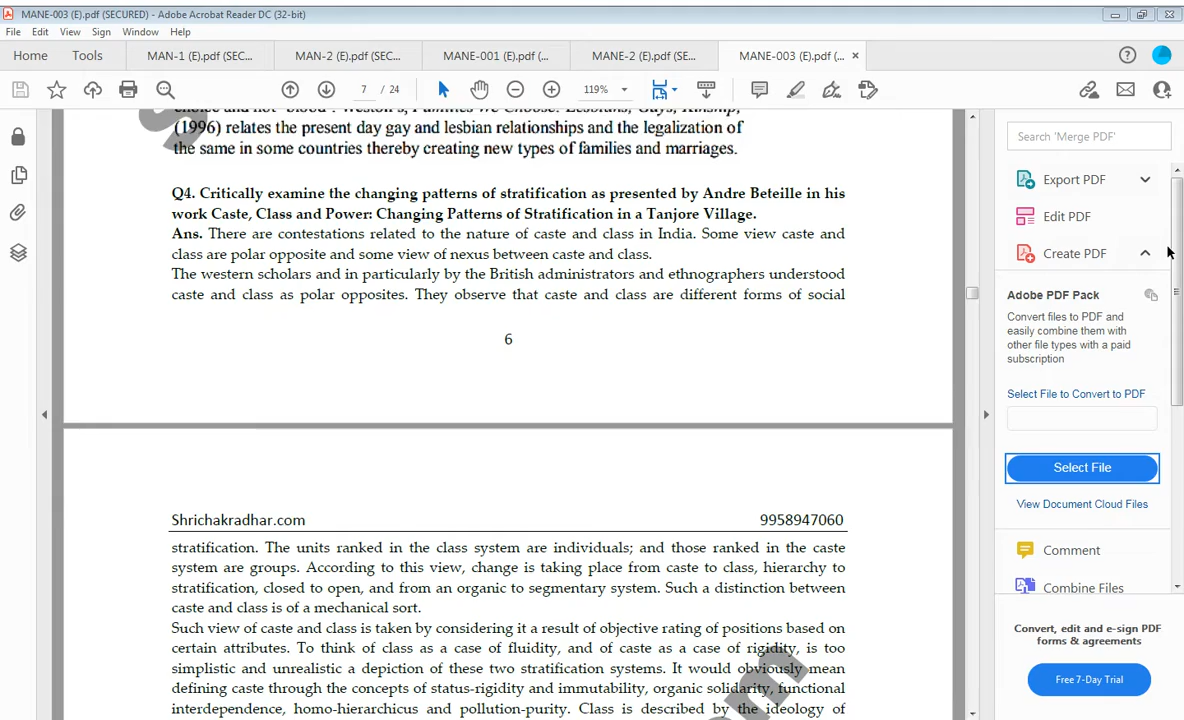 MANE-003 (E).pdf (SECURED) - Adobe Acrobat Reader DC (32-bit)
File Edit View Sign Window Help
Home Tools MAN-1 (E).pdf (SEC... MAN-2 (E).pdf (SEC... MANE-001 (E).pdf (... MANE-2 (E).pdf (SE... MANE-003 (E).pdf (...
7 / 24 119%
choice and not 'blood'. Weston's, Families We Choose: Lesbians, Gays, Kinship,
(1996) relates the present day gay and lesbian relationships and the legalization of
the same in some countries thereby creating new types of families and marriages.
Q4. Critically examine the changing patterns of stratification as presented by Andre Beteille in his
work Caste, Class and Power: Changing Patterns of Stratification in a Tanjore Village.
Ans. There are contestations related to the nature of caste and class in India. Some view caste and
class are polar opposite and some view of nexus between caste and class.
The western scholars and in particularly by the British administrators and ethnographers understood
caste and class as polar opposites. They observe that caste and class are different forms of social
6
Shrichakradhar.com 9958947060
stratification. The units ranked in the class system are individuals; and those ranked in the caste
system are groups. According to this view, change is taking place from caste to class, hierarchy to
stratification, closed to open, and from an organic to segmentary system. Such a distinction between
caste and class is of a mechanical sort.
Such view of caste and class is taken by considering it a result of objective rating of positions based on
certain attributes. To think of class as a case of fluidity, and of caste as a case of rigidity, is too
simplistic and unrealistic a depiction of these two stratification systems. It would obviously mean
defining caste through the concepts of status-rigidity and immutability, organic solidarity, functional
interdependence, homo-hierarchicus and pollution-purity. Class is described by the ideology of
Search 'Merge PDF'
Export PDF
Edit PDF
Create PDF
Adobe PDF Pack
Convert files to PDF and
easily combine them with
other file types with a paid
subscription
Select File to Convert to PDF
Select File
View Document Cloud Files
Comment
Combine Files
Convert, edit and e-sign PDF
forms & agreements
Free 7-Day Trial